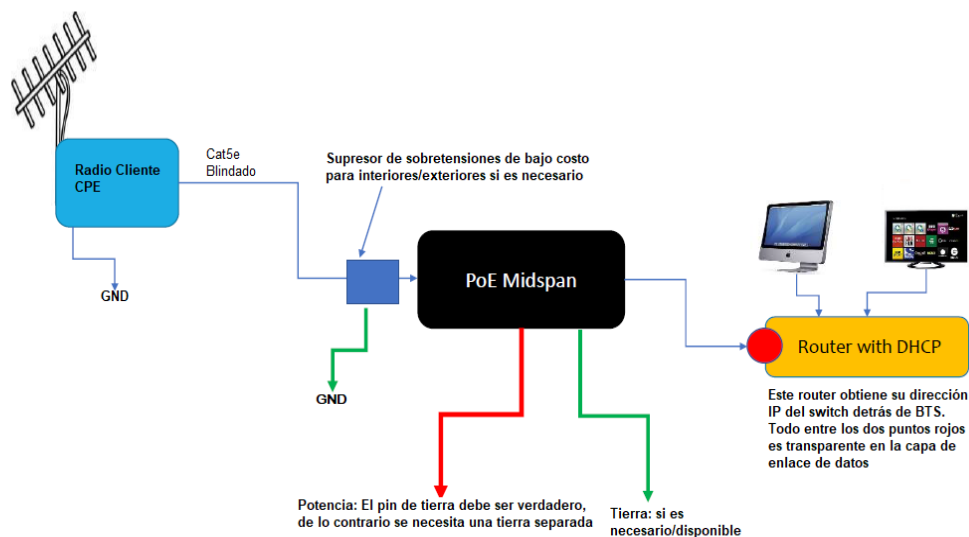 Radio Cliente
CPE
Cat5e
Blindado
Supresor de sobretensiones de bajo costo
para interiores/exteriores si es necesario
GND
GND
PoE Midspan
Router with DHCP
Este router obtiene su dirección
IP del switch detrás de BTS.
Todo entre los dos puntos rojos
es transparente en la capa de
enlace de datos
Potencia: El pin de tierra debe ser verdadero,
de lo contrario se necesita una tierra separada
Tierra: si es
necesario/disponible